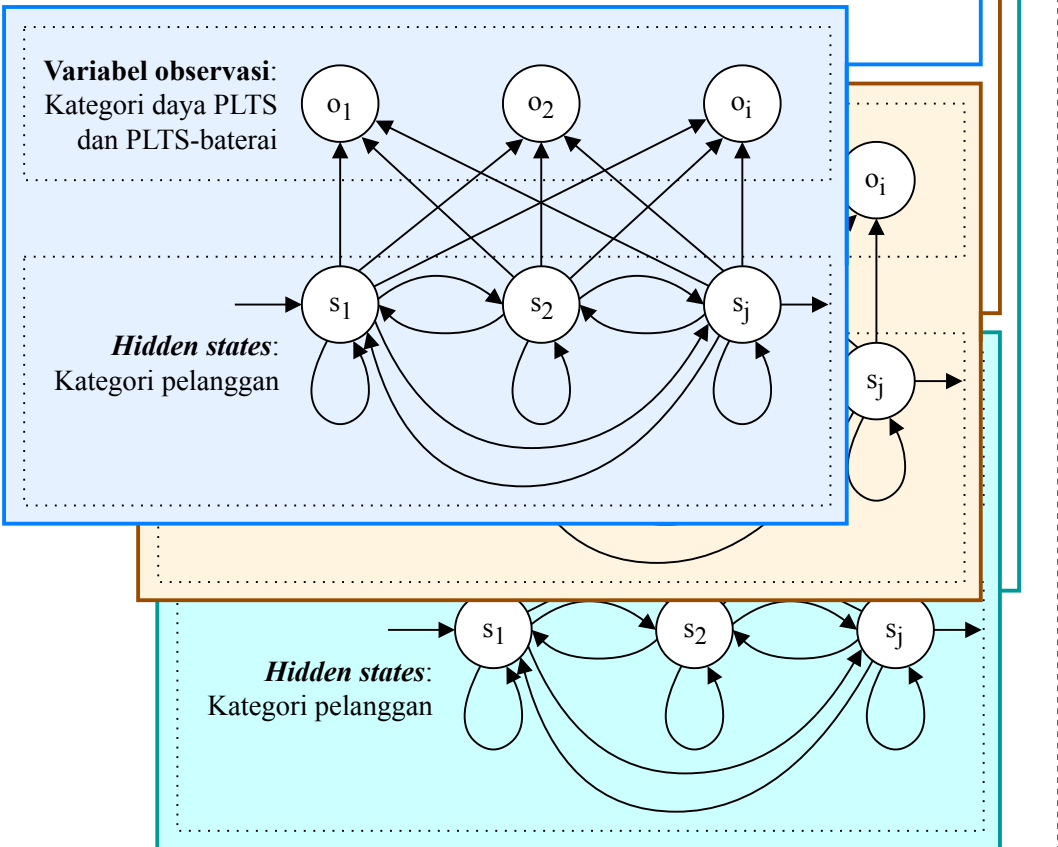 Variabel observasi:
Kategori daya PLTS
dan PLTS-baterai
o1 o2 oi
s1 s2 sj
Hidden states:
Kategori pelanggan
oi
sj
s1 s2 sj
Hidden states:
Kategori pelanggan